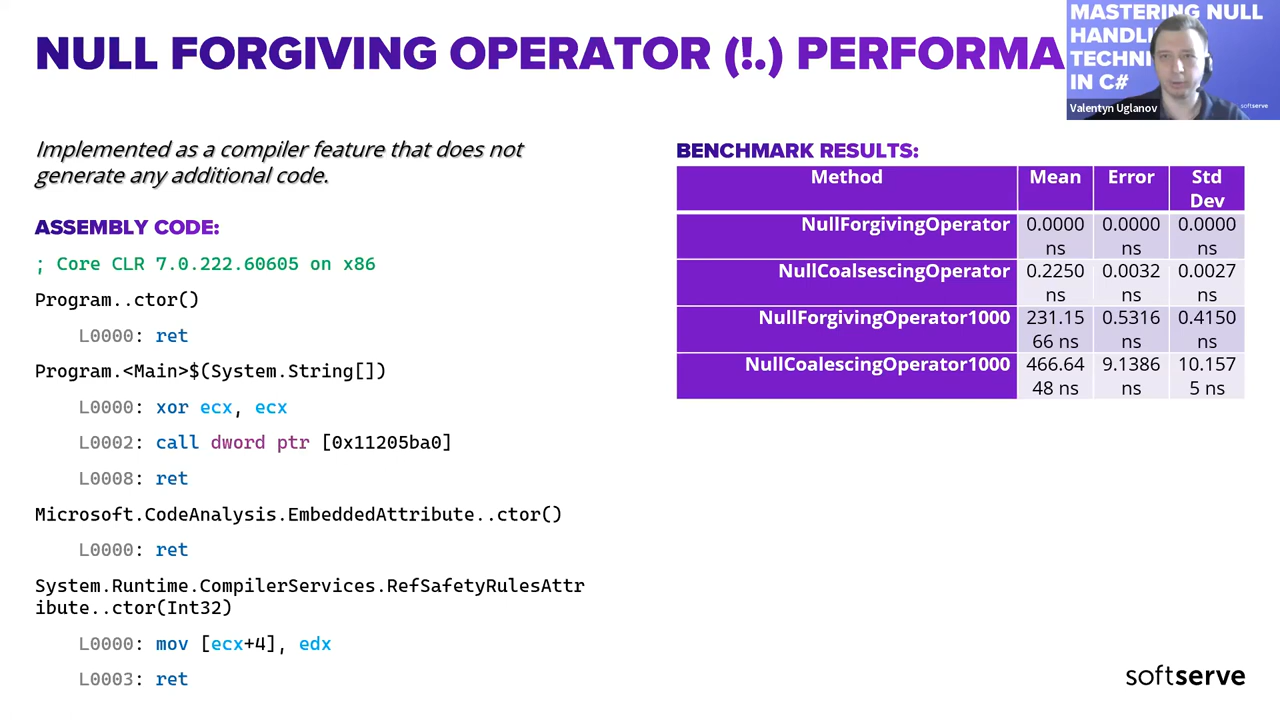 NULL FORGIVING OPERATOR (!.) PERFORMA
MASTERING NULL
HANDLI
TECHNI
IN C#
Valentyn Uglanov
softserve
Implemented as a compiler feature that does not
generate any additional code.
ASSEMBLY CODE:
; Core CLR 7.0.222.60605 on x86
Program..ctor()
L0000: ret
Program.<Main>$(System.String[])
L0000: xor ecx, ecx
L0002: call dword ptr [0x11205ba0]
L0008: ret
Microsoft.CodeAnalysis.EmbeddedAttribute..ctor()
L0000: ret
System.Runtime.CompilerServices.RefSafetyRulesAttr
ibute..ctor(Int32)
L0000: mov [ecx+4], edx
L0003: ret
BENCHMARK RESULTS:
Method Mean Error Std
Dev
NullForgivingOperator 0.0000 0.0000 0.0000
ns ns ns
NullCoalsescingOperator 0.2250 0.0032 0.0027
ns ns ns
NullForgivingOperator1000 231.15 0.5316 0.4150
66 ns ns ns
NullCoalescingOperator1000 466.64 9.1386 10.157
48 ns ns 5 ns
softserve